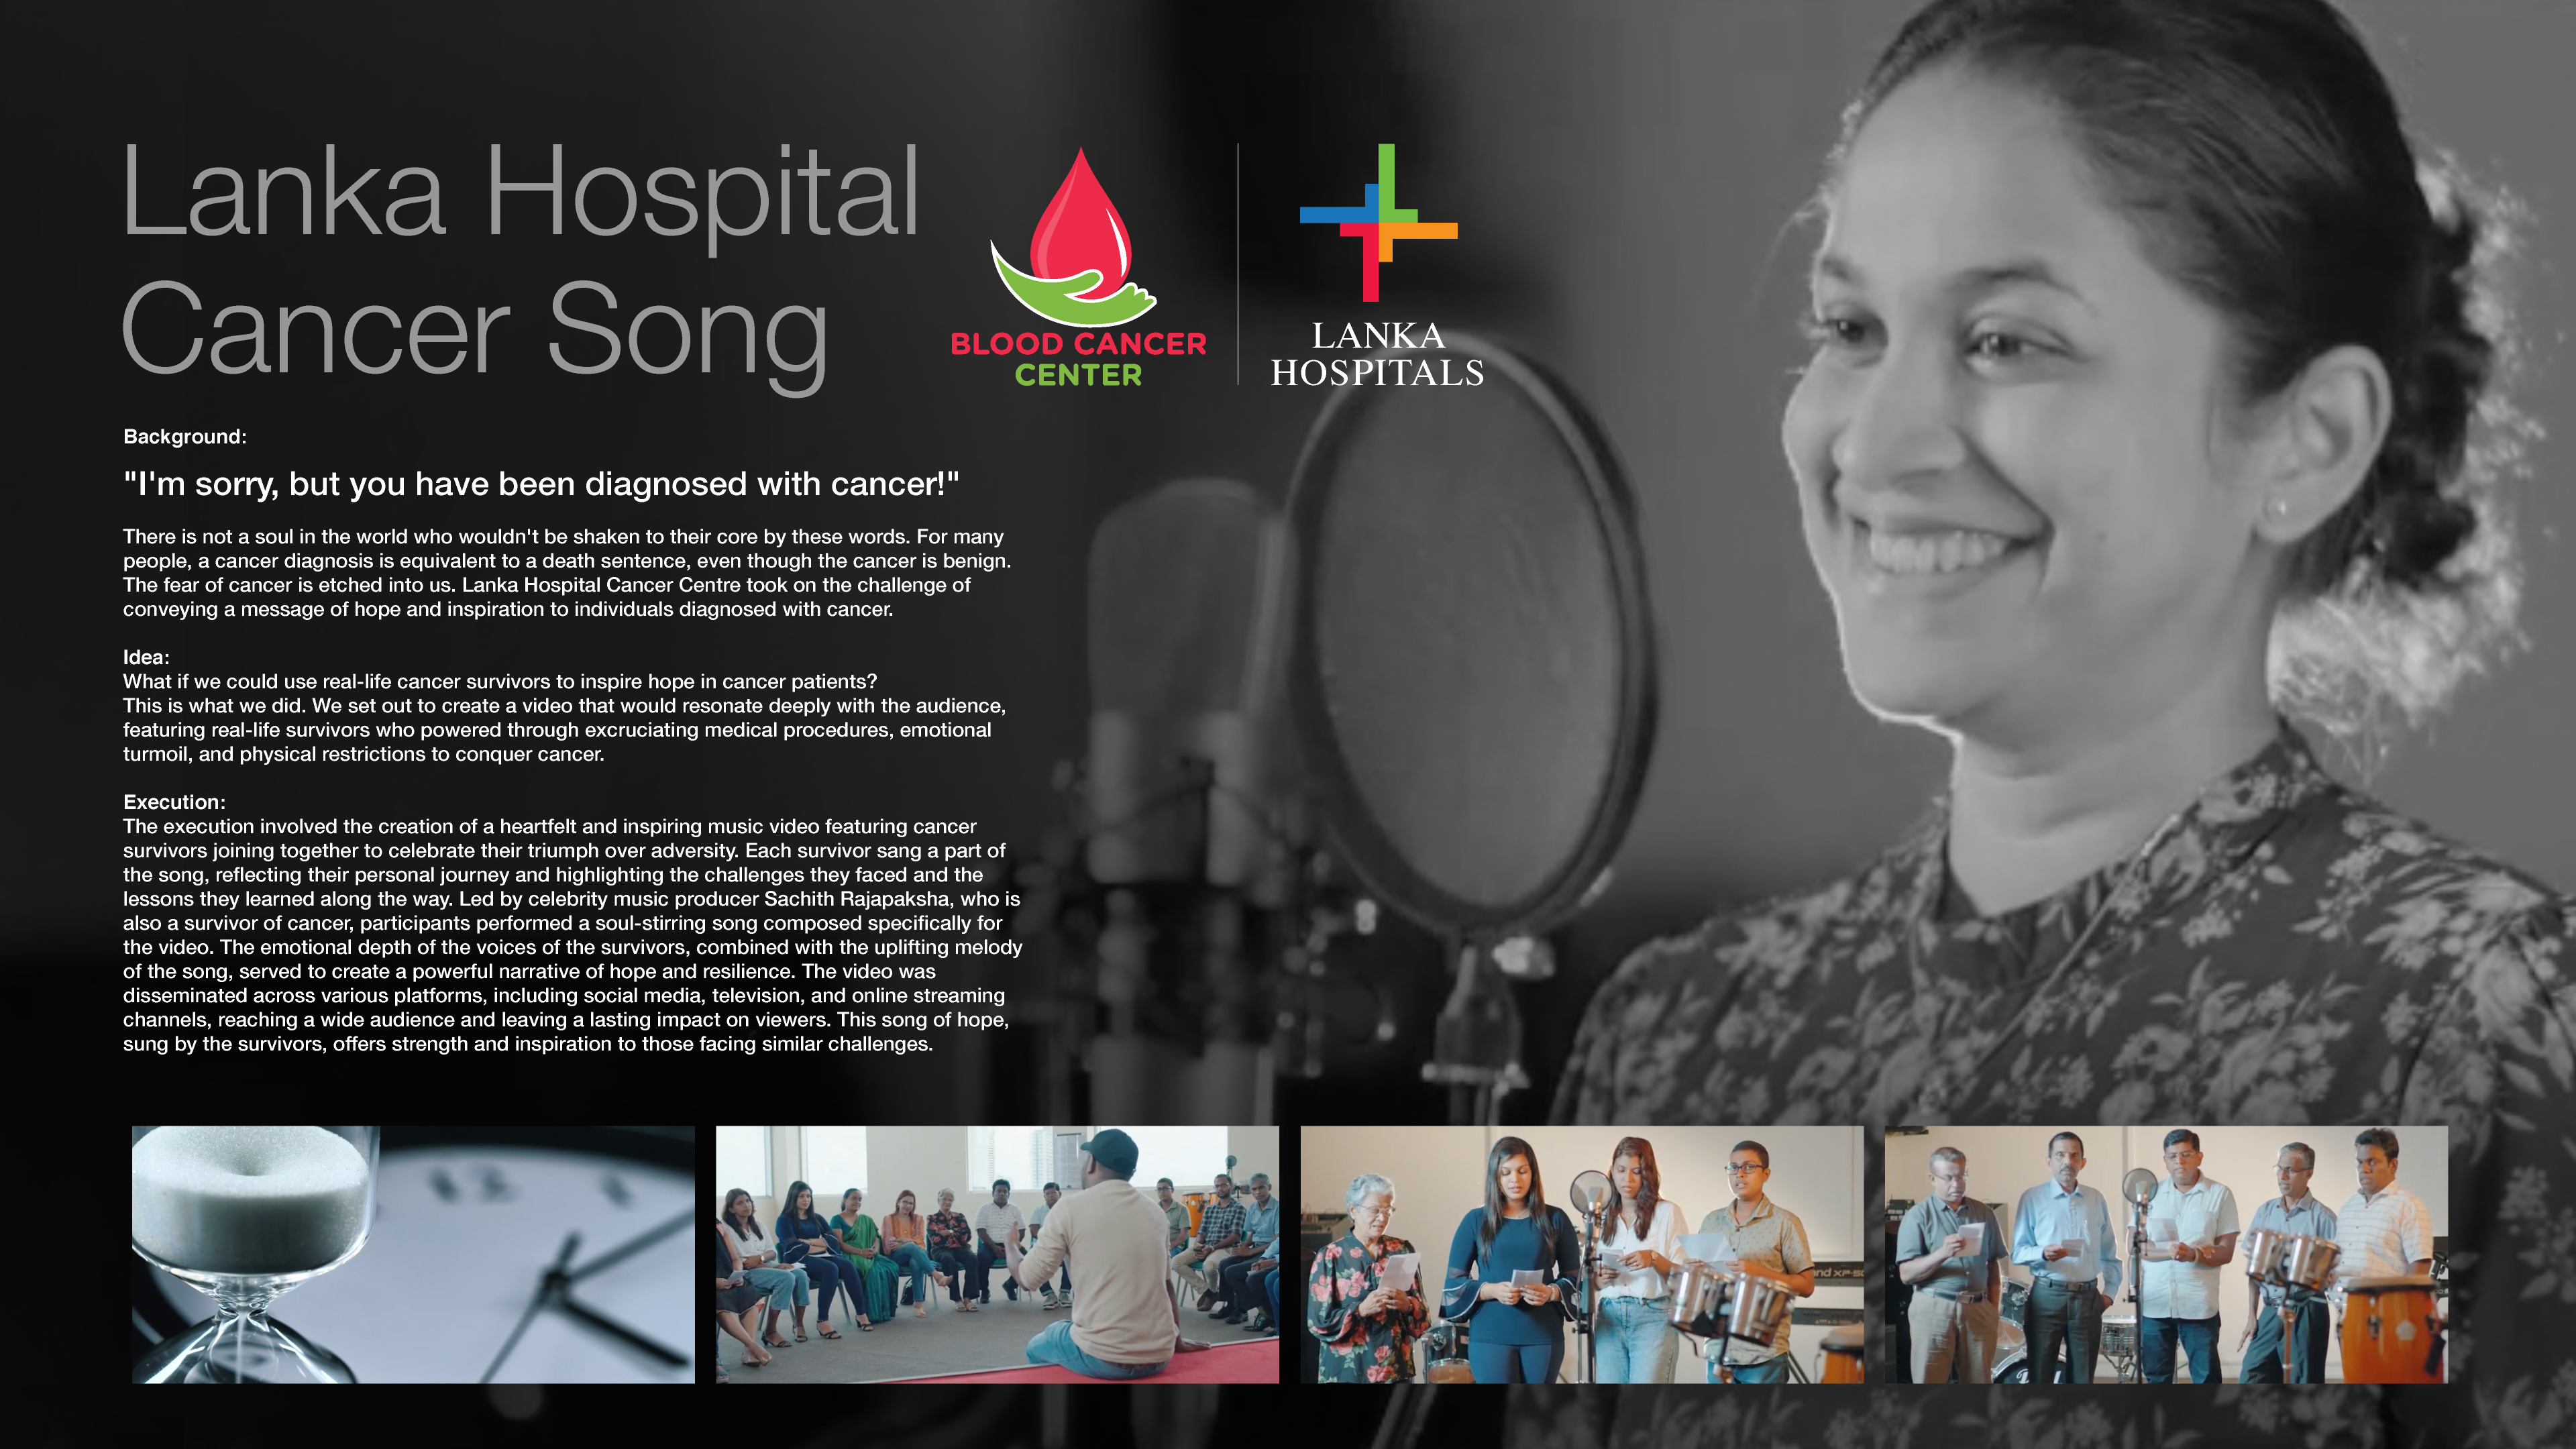 Lanka Hospital
Cancer Song
BLOOD CANCER
CENTER
LANKA
HOSPITALS
Background:
"I'm sorry, but you have been diagnosed with cancer!"
There is not a soul in the world who wouldn't be shaken to their core by these words. For many
people, a cancer diagnosis is equivalent to a death sentence, even though the cancer is benign.
The fear of cancer is etched into us. Lanka Hospital Cancer Centre took on the challenge of
conveying a message of hope and inspiration to individuals diagnosed with cancer.
Idea:
What if we could use real-life cancer survivors to inspire hope in cancer patients?
This is what we did. We set out to create a video that would resonate deeply with the audience,
featuring real-life survivors who powered through excruciating medical procedures, emotional
turmoil, and physical restrictions to conquer cancer.
Execution:
The execution involved the creation of a heartfelt and inspiring music video featuring cancer
survivors joining together to celebrate their triumph over adversity. Each survivor sang a part of
the song, reflecting their personal journey and highlighting the challenges they faced and the
lessons they learned along the way. Led by celebrity music producer Sachith Rajapaksha, who is
also a survivor of cancer, participants performed a soul-stirring song composed specifically for
the video. The emotional depth of the voices of the survivors, combined with the uplifting melody
of the song, served to create a powerful narrative of hope and resilience. The video was
disseminated across various platforms, including social media, television, and online streaming
channels, reaching a wide audience and leaving a lasting impact on viewers. This song of hope,
sung by the survivors, offers strength and inspiration to those facing similar challenges.